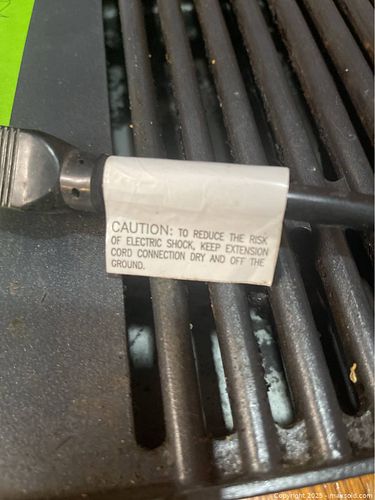 CAUTION: TO REDUCE THE RISK
OF ELECTRIC SHOCK, KEEP EXTENSION
CORD CONNECTION DRY AND OFF THE
GROUND.
Copyright 2025 - maxsold.com